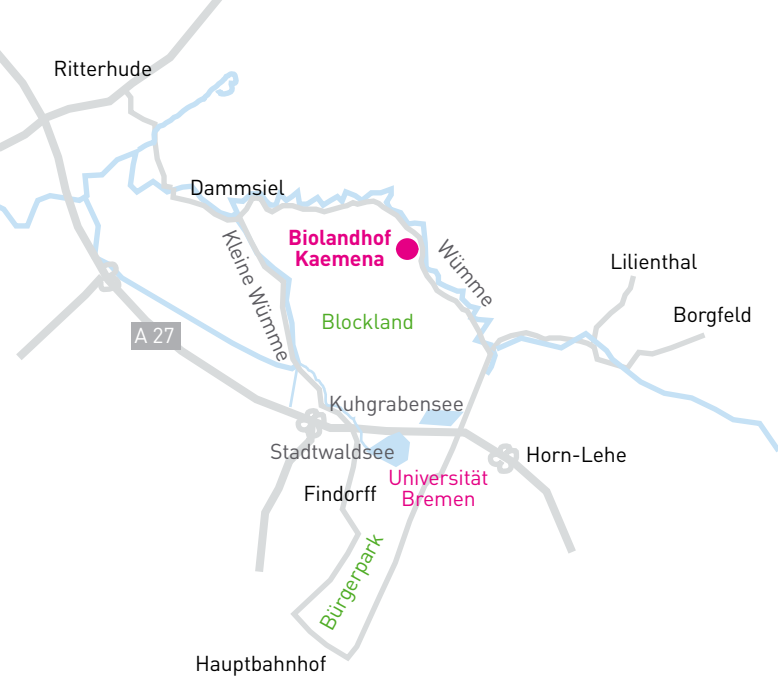 Ritterhude
Dammsiel
Biolandhof
Kaemena
Kleine Wümme
Wümme
Lilienthal
Borgfeld
Blockland
A 27
Kuhgrabensee
Stadtwaldsee
Horn-Lehe
Universität
Bremen
Findorff
Bürgerpark
Hauptbahnhof